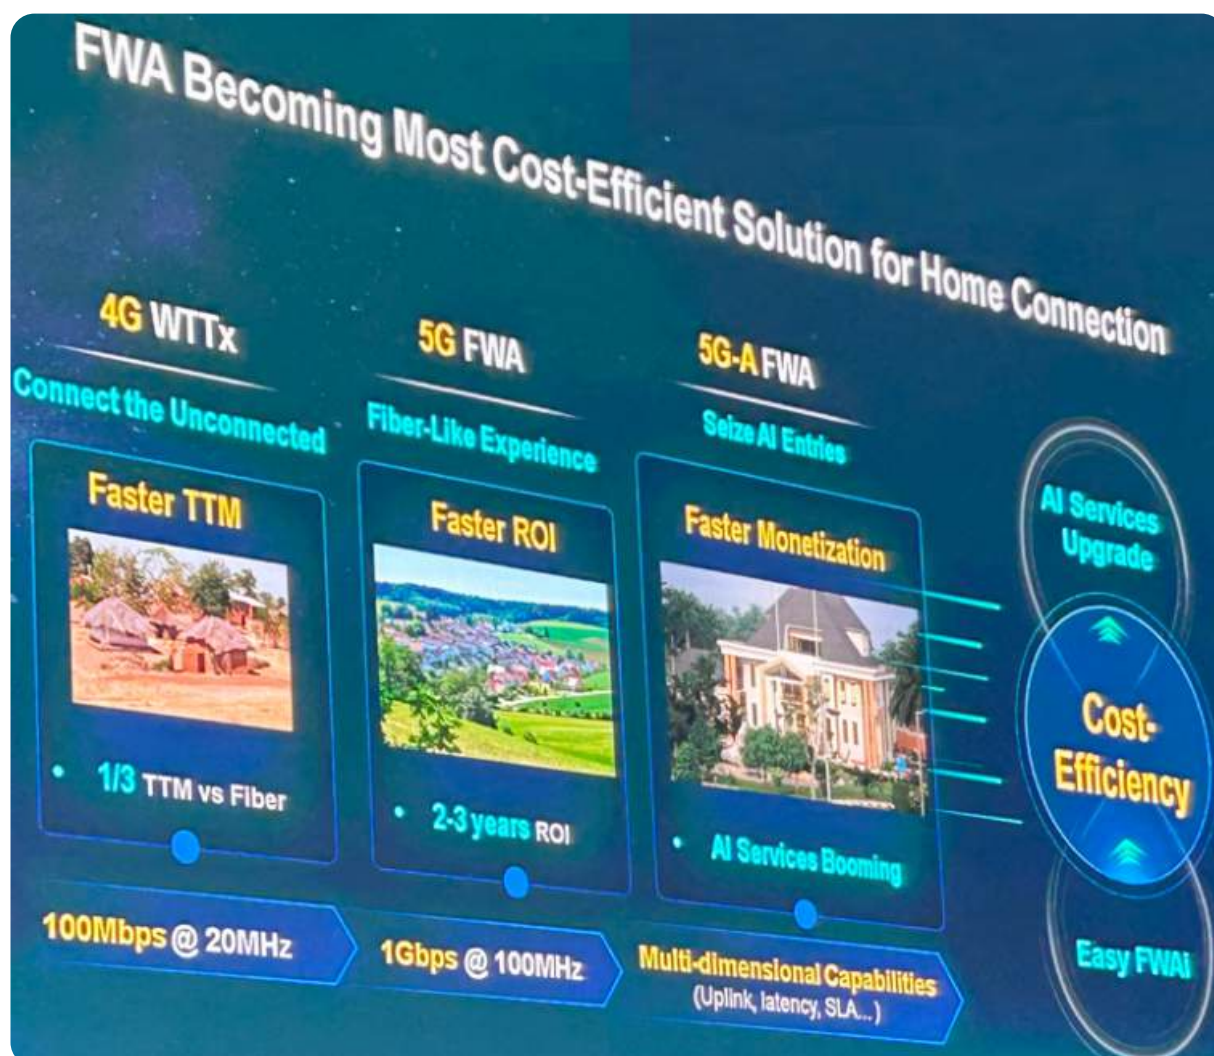 FWA Becoming Most Cost-Efficient Solution for Home Connection
4G WTTx
Connect the Unconnected
Faster TTM
• 1/3 TTM vs Fiber
100Mbps @ 20MHz
5G FWA
Fiber-Like Experience
Faster ROI
• 2-3 years ROI
1Gbps @ 100MHz
5G-A FWA
Seize AI Entries
Faster Monetization
• AI Services Booming
Multi-dimensional Capabilities
(Uplink, latency, SLA...)
AI Services
Upgrade
Cost-
Efficiency
Easy FWAi